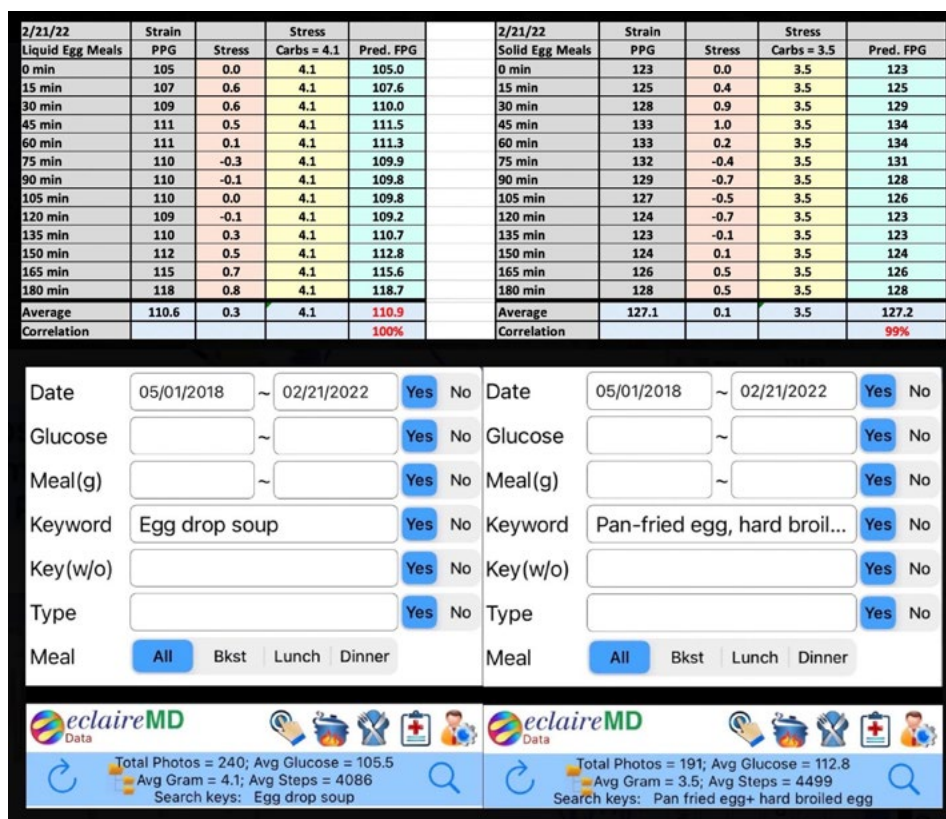 2/21/22 Strain Stress
Liquid Egg Meals PPG Stress Carbs = 4.1 Pred. FPG
0 min 105 0.0 4.1 105.0
15 min 107 0.6 4.1 107.6
30 min 109 0.6 4.1 110.0
45 min 111 0.5 4.1 111.5
60 min 111 0.1 4.1 111.3
75 min 110 -0.3 4.1 109.9
90 min 110 -0.1 4.1 109.8
105 min 110 0.0 4.1 109.8
120 min 109 -0.1 4.1 109.2
135 min 110 0.3 4.1 110.7
150 min 112 0.5 4.1 112.8
165 min 115 0.7 4.1 115.6
180 min 118 0.8 4.1 118.7
Average 110.6 0.3 4.1 110.9
Correlation 100%
2/21/22 Strain Stress
Solid Egg Meals PPG Stress Carbs = 3.5 Pred. FPG
0 min 123 0.0 3.5 123
15 min 125 0.4 3.5 125
30 min 128 0.9 3.5 129
45 min 133 1.0 3.5 134
60 min 133 0.2 3.5 134
75 min 132 -0.4 3.5 131
90 min 129 -0.7 3.5 128
105 min 127 -0.5 3.5 126
120 min 124 -0.7 3.5 123
135 min 123 -0.1 3.5 123
150 min 124 0.1 3.5 124
165 min 126 0.5 3.5 126
180 min 128 0.5 3.5 128
Average 127.1 0.1 3.5 127.2
Correlation 99%
Date 05/01/2018 ~ 02/21/2022 Yes No
Glucose ~ Yes No
Meal(g) ~ Yes No
Keyword Egg drop soup Yes No
Key(w/o) Yes No
Type Yes No
Meal All Bkst Lunch Dinner
Date 05/01/2018 ~ 02/21/2022 Yes No
Glucose ~ Yes No
Meal(g) ~ Yes No
Keyword Pan-fried egg, hard broil... Yes No
Key(w/o) Yes No
Type Yes No
Meal All Bkst Lunch Dinner
eclaireMD
Data
Total Photos = 240; Avg Glucose = 105.5
Avg Gram = 4.1; Avg Steps = 4086
Search keys: Egg drop soup
eclaireMD
Data
Total Photos = 191; Avg Glucose = 112.8
Avg Gram = 3.5; Avg Steps = 4499
Search keys: Pan fried egg+ hard broiled egg